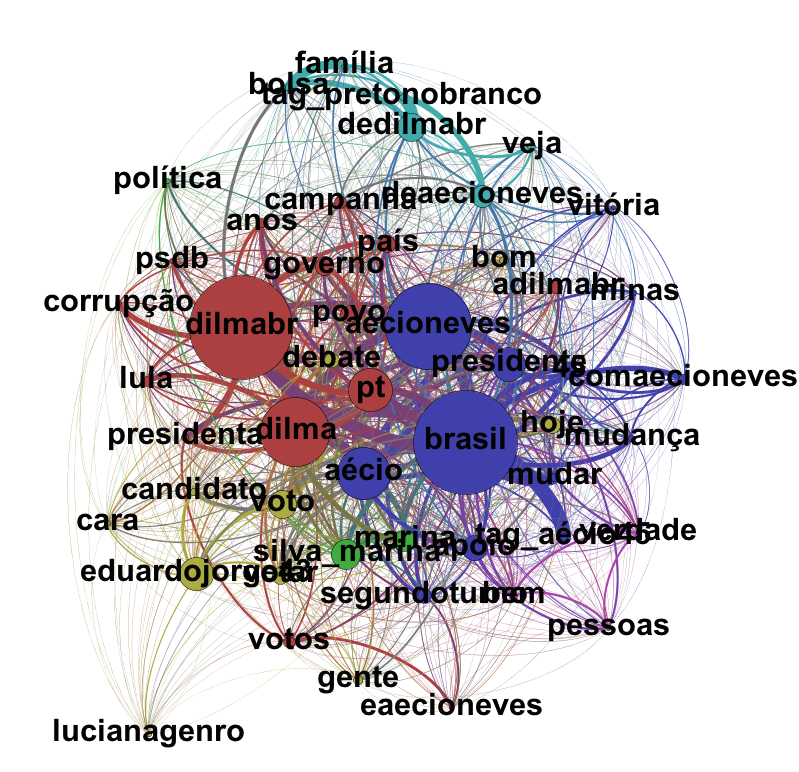 família
bolsa
tag_pretonobranco
dedilmabr
veja
política
campanha
deaecioneves
vitória
anos
psdb
país
governo
bom
adilmabr
minas
corrupção
dilmabr
povo
aecioneves
debate
presidente
45
comaecioneves
lula
pt
presidenta
dilma
brasil
hoje
mudança
aécio
mudar
candidato
voto
cara
marina
tag_aécio45
verdade
silva
marina
apoio
eduardojorge43
votar
segundoturno
bem
pessoas
votos
gente
eaecioneves
lucianagenro